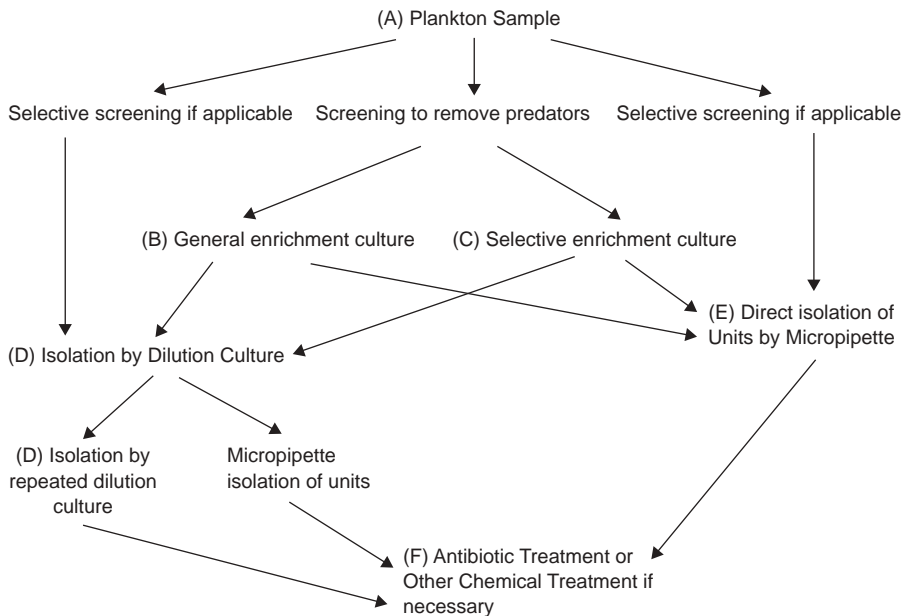 (A) Plankton Sample
Selective screening if applicable
Screening to remove predators
Selective screening if applicable
(B) General enrichment culture
(C) Selective enrichment culture
(E) Direct isolation of
Units by Micropipette
(D) Isolation by Dilution Culture
(D) Isolation by
repeated dilution
culture
Micropipette
isolation of units
(F) Antibiotic Treatment or
Other Chemical Treatment if
necessary